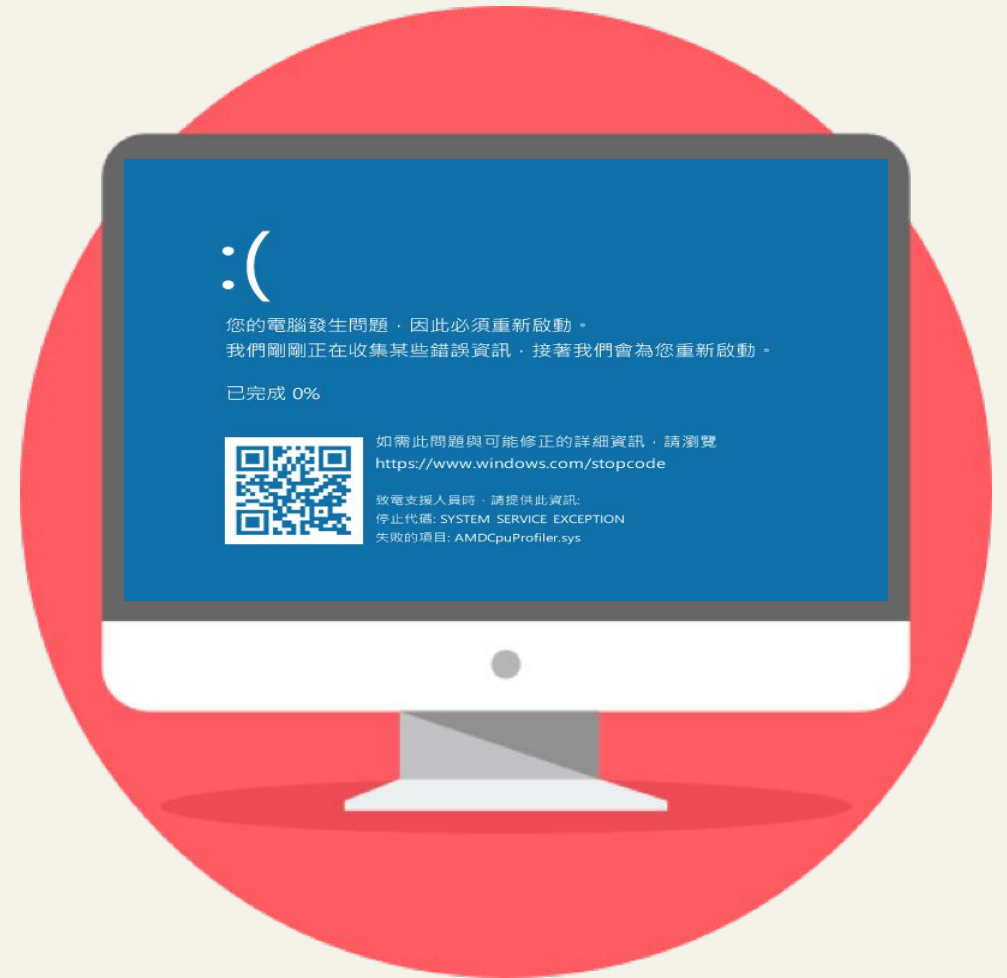 :(
您的電腦發生問題，因此必須重新啟動。
我們剛剛正在收集某些錯誤資訊，接著我們會為您重新啟動。
已完成 0%
如需此問題與可能修正的詳細資訊，請瀏覽
https://www.windows.com/stopcode
致電支援人員時，請提供此資訊:
停止代碼: SYSTEM SERVICE EXCEPTION
失敗的項目: AMDCpuProfiler.sys